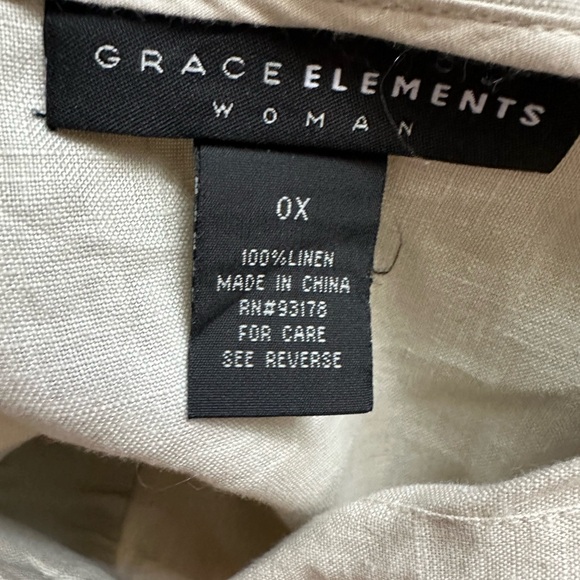 GRACE ELEMENTS
WOMAN
0X
100%LINEN
MADE IN CHINA
RN#93178
FOR CARE
SEE REVERSE